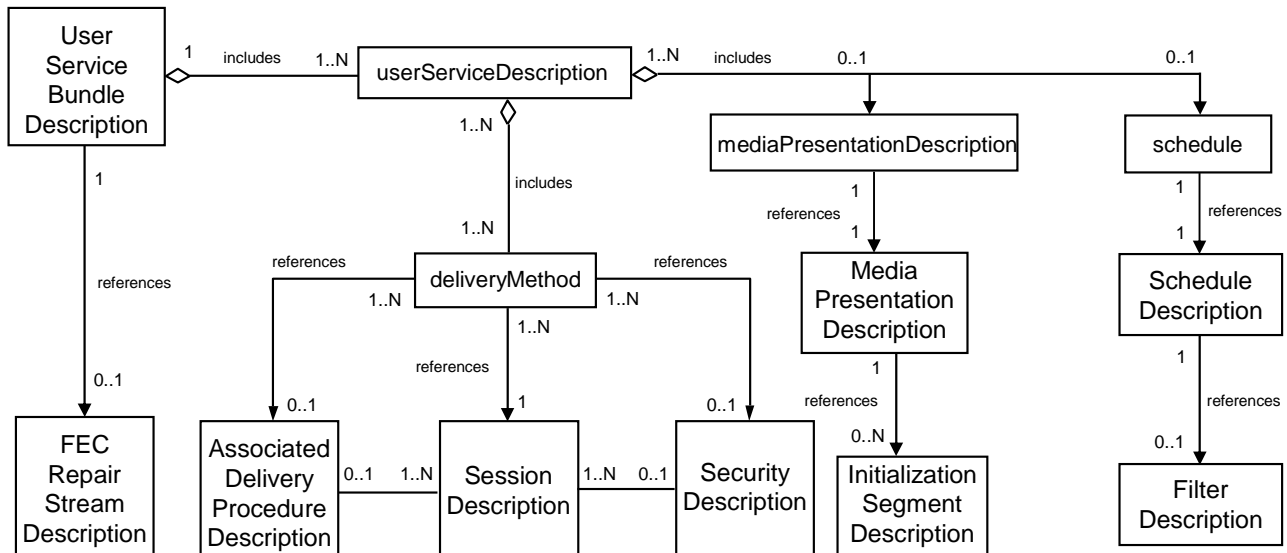 User
Service
Bundle
Description
1
includes
1..N
userServiceDescription
1..N
includes
0..1
0..1
1..N
mediaPresentationDescription
schedule
1
includes
1
references
1
1
references
1
1..N
references
references
deliveryMethod
references
1..N
1..N
1..N
Media
Presentation
Description
Schedule
Description
references
1
references
1
references
0..1
0..1
1
0..1
0..N
0..1
FEC
Repair
Stream
Description
Associated
Delivery
Procedure
Description
0..1
1..N
Session
Description
1..N
0..1
Security
Description
Initialization
Segment
Description
Filter
Description